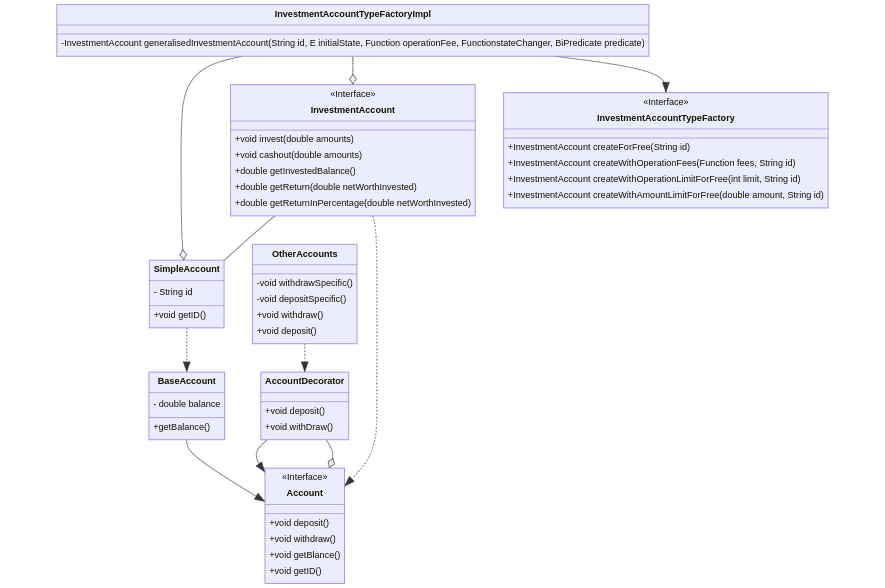 InvestmentAccountTypeFactoryImpl
-InvestmentAccount generalisedInvestmentAccount(String id, E initialState, Function operationFee, FunctionstateChanger, BiPredicate predicate)
«Interface»
InvestmentAccount
+void invest(double amounts)
+void cashout(double amounts)
+double getInvestedBalance()
+double getReturn(double netWorthInvested)
+double getReturnInPercentage(double netWorthInvested)
«Interface»
InvestmentAccountTypeFactory
+InvestmentAccount createForFree(String id)
+InvestmentAccount createWithOperationFees(Function fees, String id)
+InvestmentAccount createWithOperationLimitForFree(int limit, String id)
+InvestmentAccount createWithAmountLimitForFree(double amount, String id)
SimpleAccount
- String id
+void getID()
OtherAccounts
-void withdrawSpecific()
-void depositSpecific()
+void withdraw()
+void deposit()
BaseAccount
- double balance
+getBalance()
AccountDecorator
+void deposit()
+void withDraw()
«Interface»
Account
+void deposit()
+void withdraw()
+void getBlance()
+void getID()